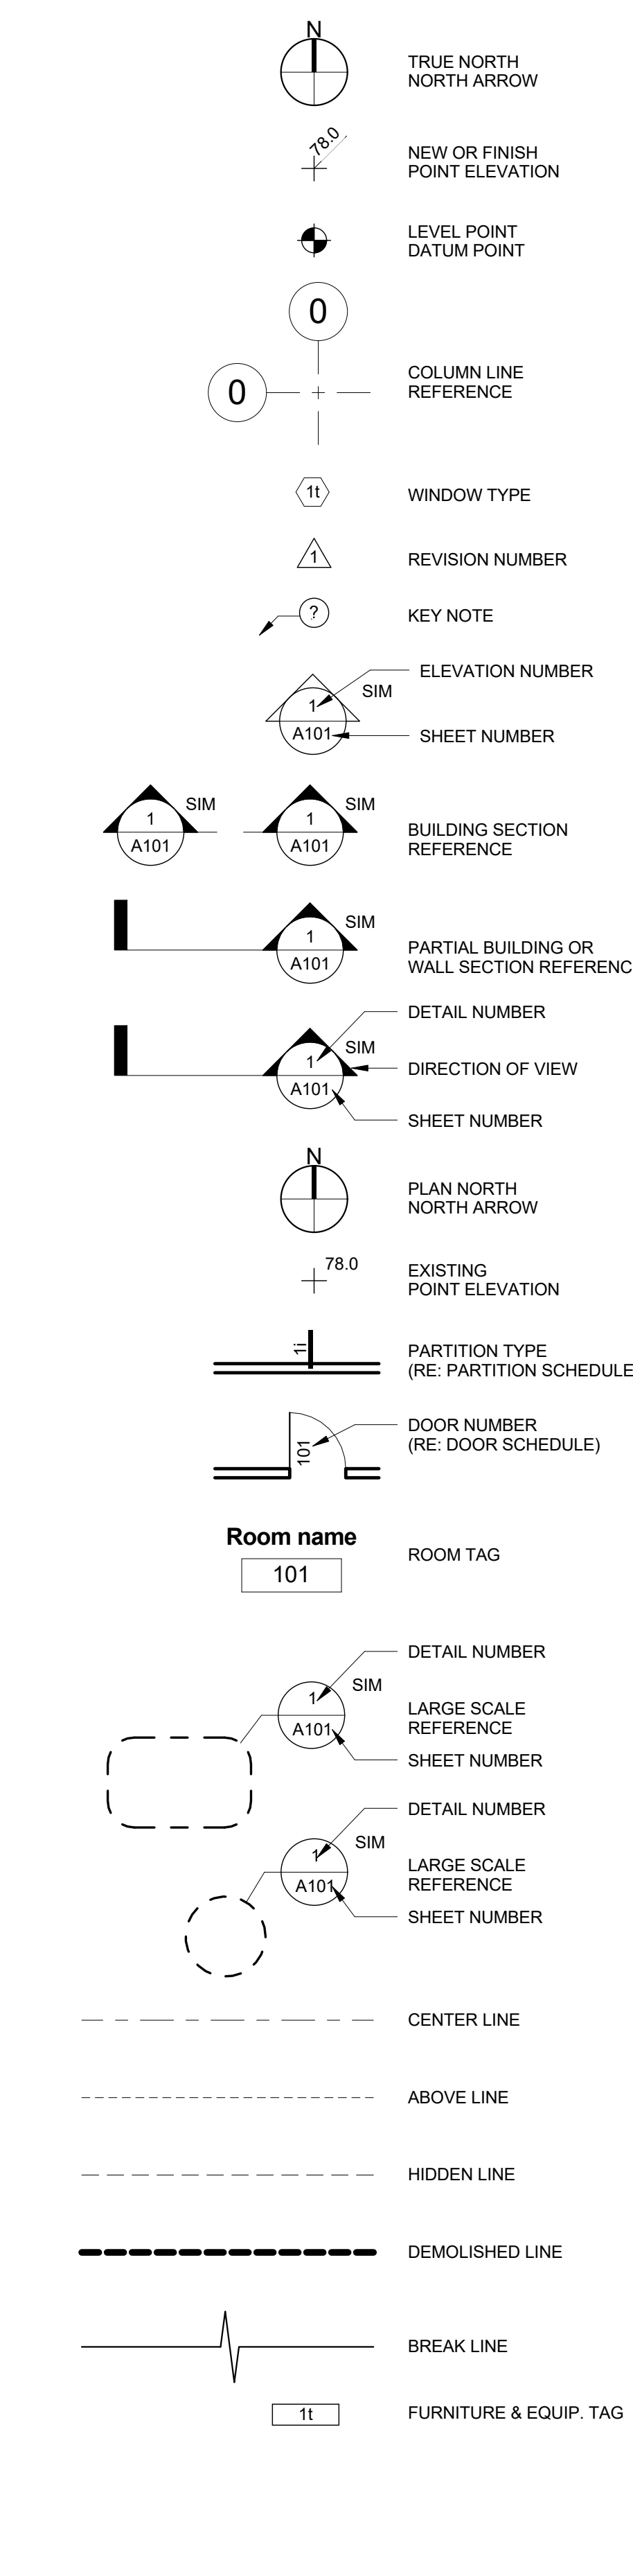 N
TRUE NORTH
NORTH ARROW
78.0
NEW OR FINISH
POINT ELEVATION
LEVEL POINT
DATUM POINT
0
0
COLUMN LINE
REFERENCE
1t
WINDOW TYPE
1
REVISION NUMBER
?
KEY NOTE
ELEVATION NUMBER
SIM
1
A101
SHEET NUMBER
SIM
1
A101
SIM
1
A101
BUILDING SECTION
REFERENCE
SIM
1
A101
PARTIAL BUILDING OR
WALL SECTION REFERENC
DETAIL NUMBER
SIM
1
DIRECTION OF VIEW
A101
SHEET NUMBER
N
PLAN NORTH
NORTH ARROW
78.0
EXISTING
POINT ELEVATION
1i
PARTITION TYPE
(RE: PARTITION SCHEDULE
101
DOOR NUMBER
(RE: DOOR SCHEDULE)
Room name
101
ROOM TAG
DETAIL NUMBER
SIM
1
A101
LARGE SCALE
REFERENCE
SHEET NUMBER
DETAIL NUMBER
SIM
1
A101
LARGE SCALE
REFERENCE
SHEET NUMBER
CENTER LINE
ABOVE LINE
HIDDEN LINE
DEMOLISHED LINE
BREAK LINE
1t
FURNITURE & EQUIP. TAG